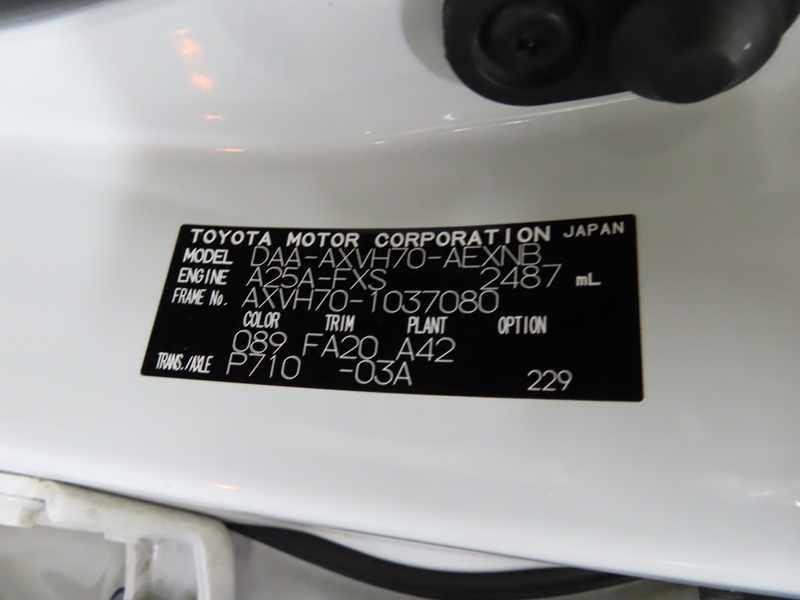 TOYOTA MOTOR CORPORATION JAPAN
MODEL DAA-AXVH70-AEXNB
ENGINE A25A-FXS 2487 mL
FRAME No. AXVH70-1037080
COLOR TRIM PLANT OPTION
089 FA20 A42
TRANS./AXLE P710 -03A 229